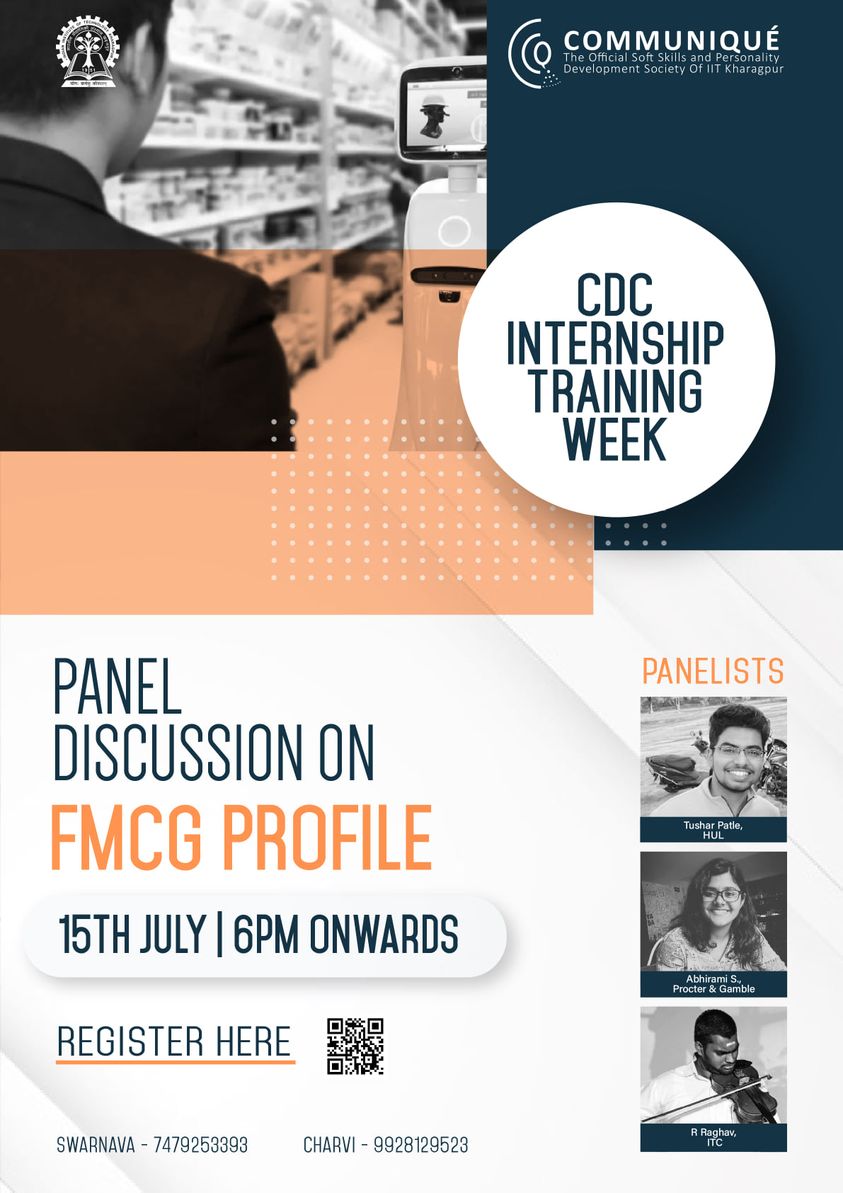 COMMUNIQUÉ
The Official Soft Skills and Personality
Development Society Of IIT Kharagpur
CDC
INTERNSHIP
TRAINING
WEEK
PANEL
DISCUSSION ON
FMCG PROFILE
15TH JULY | 6PM ONWARDS
REGISTER HERE
SWARNAVA - 7479253393
CHARVI - 9928129523
PANELISTS
Tushar Patle,
HUL
Abhirami S.,
Procter & Gamble
R Raghav,
ITC